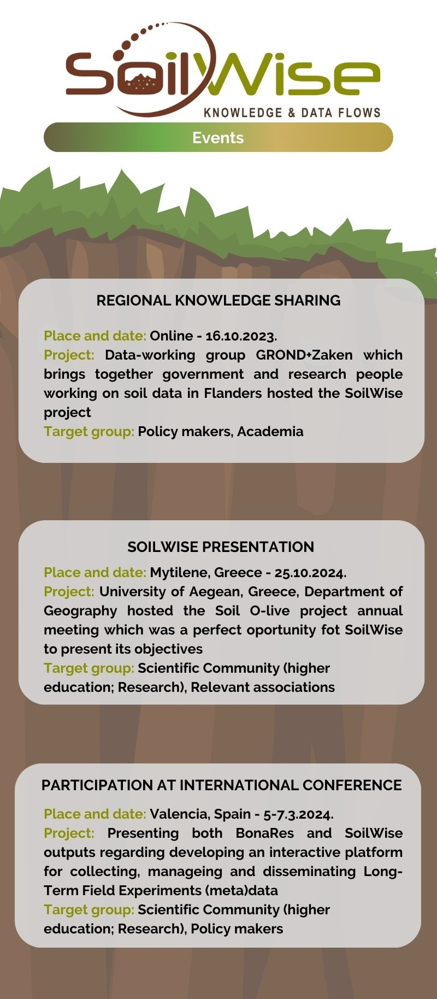 SoilWise
KNOWLEDGE & DATA FLOWS
Events
REGIONAL KNOWLEDGE SHARING
Place and date: Online - 16.10.2023.
Project: Data-working group GROND+Zaken which
brings together government and research people
working on soil data in Flanders hosted the SoilWise
project
Target group: Policy makers, Academia
SOILWISE PRESENTATION
Place and date: Mytilene, Greece - 25.10.2024.
Project: University of Aegean, Greece, Department of
Geography hosted the Soil O-live project annual
meeting which was a perfect oportunity fot SoilWise
to present its objectives
Target group: Scientific Community (higher
education; Research), Relevant associations
PARTICIPATION AT INTERNATIONAL CONFERENCE
Place and date: Valencia, Spain - 5-7.3.2024.
Project: Presenting both BonaRes and SoilWise
outputs regarding developing an interactive platform
for collecting, manageing and disseminating Long-
Term Field Experiments (meta)data
Target group: Scientific Community (higher
education; Research), Policy makers